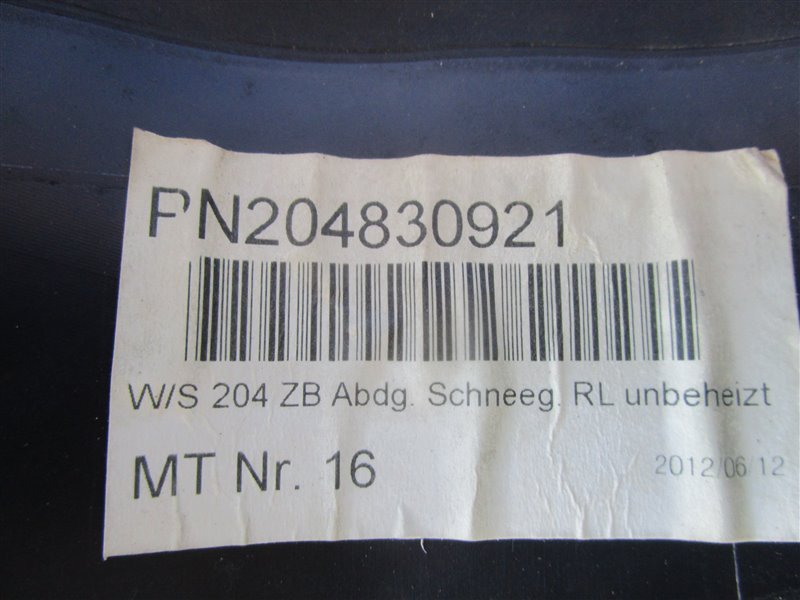 PN204830921
W/S 204 ZB Abdg. Schneeg. RL unbeheizt
MT Nr. 16
2012/06/12